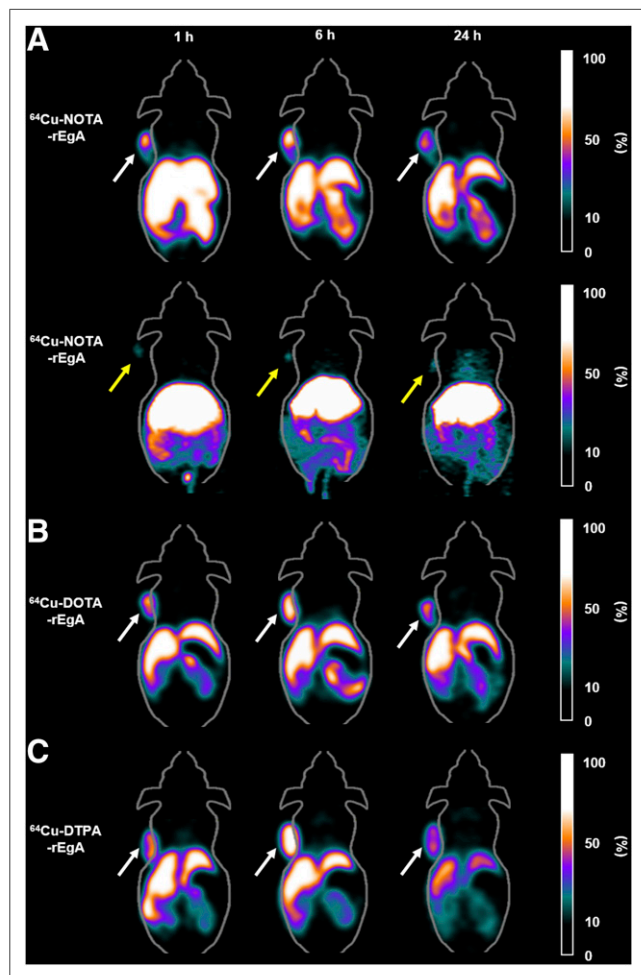 A
1 h 6 h 24 h
⁶⁴Cu-NOTA
-rEgA
100
50
(%)
10
0
⁶⁴Cu-NOTA
-rEgA
100
50
(%)
10
0
B
⁶⁴Cu-DOTA
-rEgA
100
50
(%)
10
0
C
⁶⁴Cu-DTPA
-rEgA
100
50
(%)
10
0